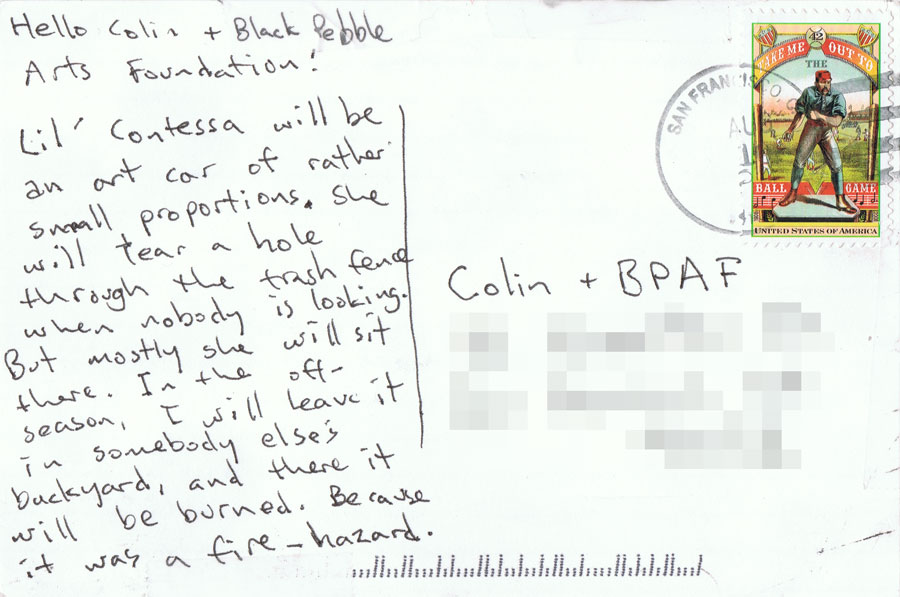 Hello Colin + Black Pebble
Arts Foundation!
Lil' Contessa will be
an art car of rather
small proportions. She
will tear a hole
through the trash fence
when nobody is looking.
But mostly she will sit
there. In the off-
season, I will leave it
in somebody else's
backyard, and there it
will be burned. Because
it was a fire-hazard.
42
TAKE ME OUT TO
THE
BALL GAME
UNITED STATES OF AMERICA
SAN FRANCISCO
AU
Colin + BPAF